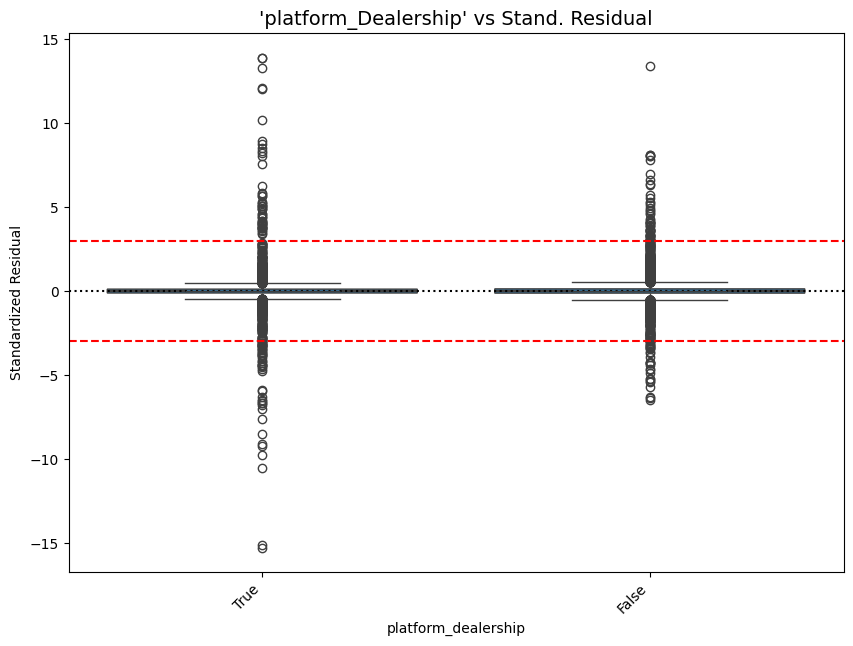 'platform_Dealership' vs Stand. Residual
15
10
5
0
−5
−10
−15
Standardized Residual
True
False
platform_dealership